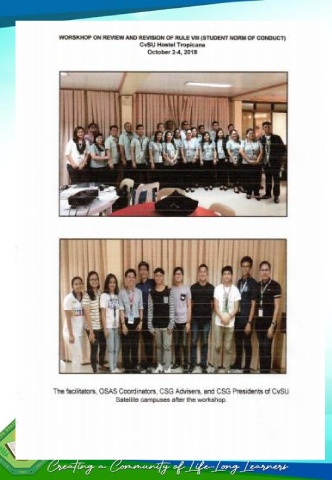 WORSKHOP ON REVIEW AND REVISION OF RULE VIII (STUDENT NORM OF CONDUCT)
CvSU Hostel Tropicana
October 2-4, 2018
The facilitators, OSAS Coordinators, CSG Advisers, and CSG Presidents of CvSU
Satellite campuses after the workshop.
Creating a Community of Life-Long Learners